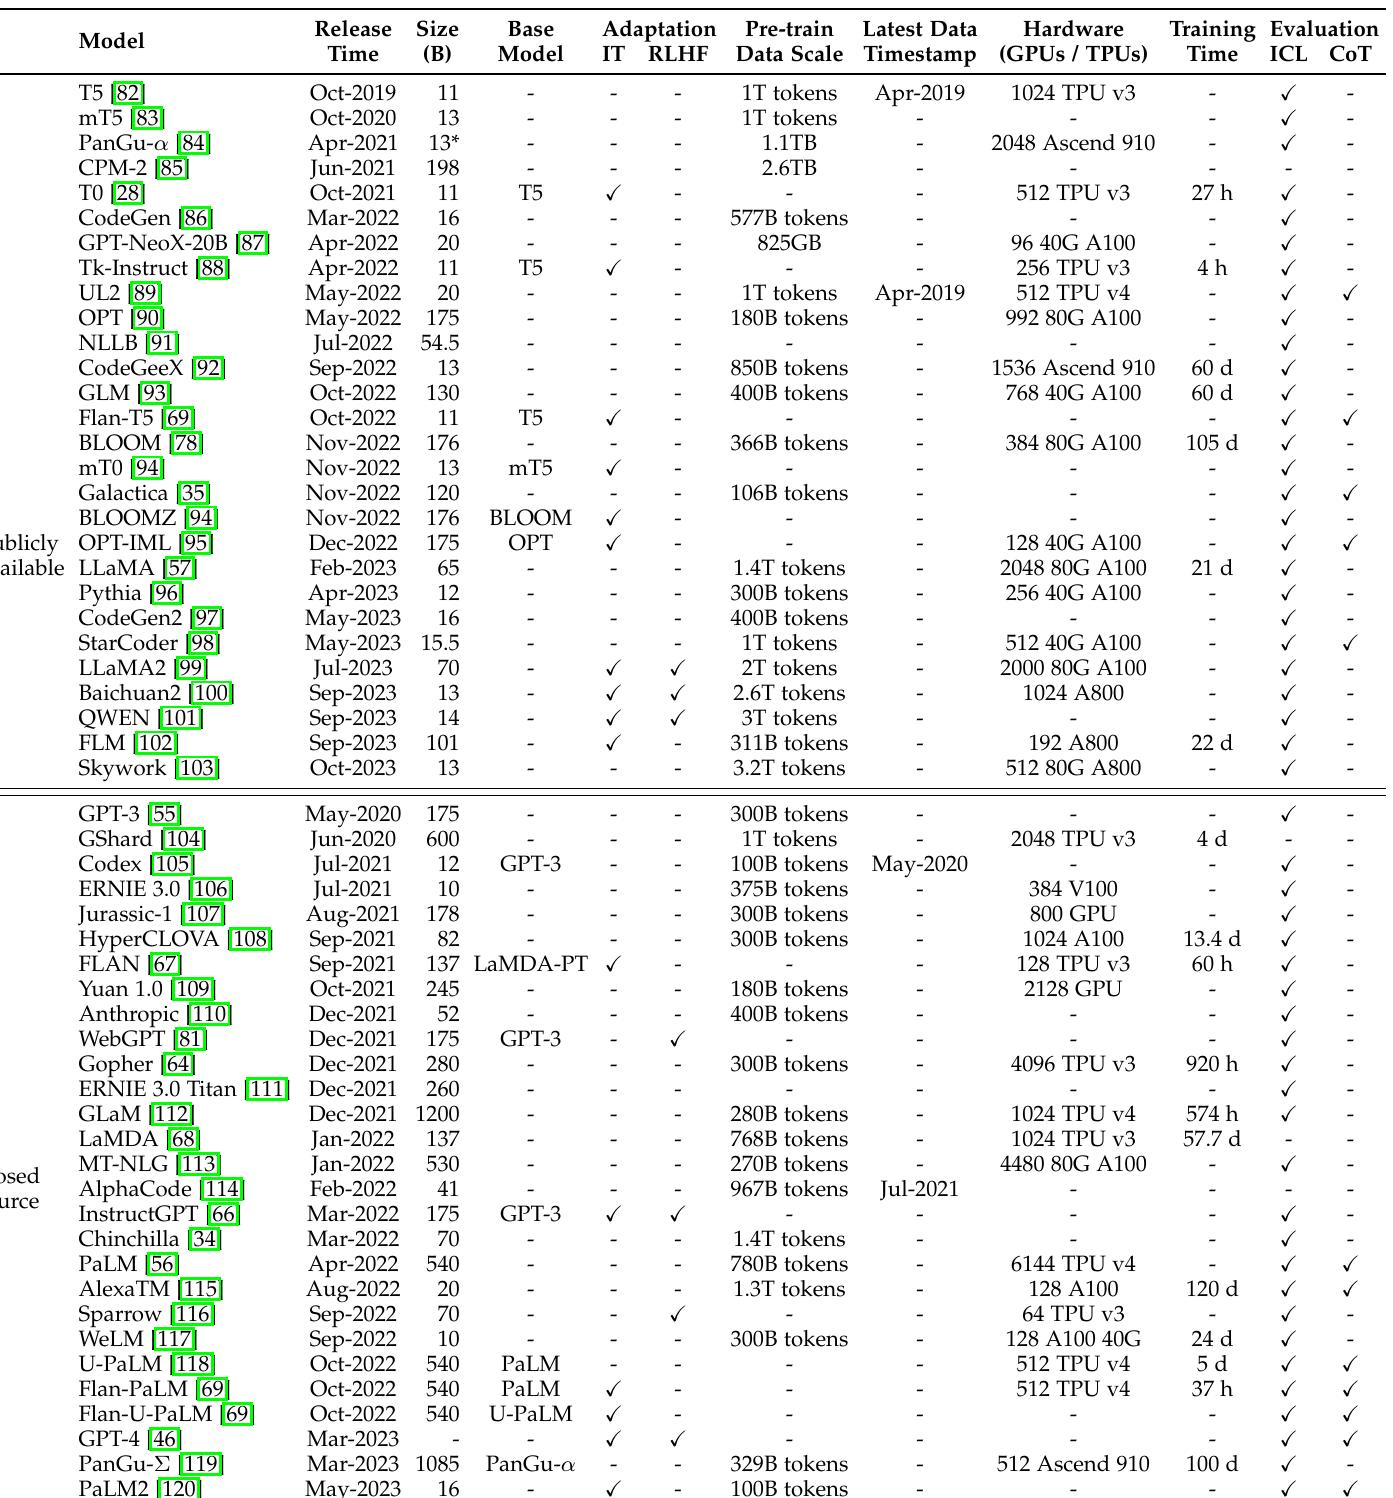 Model Release Time Size (B) Base Model Adaptation IT RLHF Pre-train Data Scale Latest Data Timestamp Hardware (GPUs / TPUs) Training Time Evaluation ICL CoT
T5 [82] Oct-2019 11 - - - 1T tokens Apr-2019 1024 TPU v3 - ✓ -
mT5 [83] Oct-2020 13 - - - 1T tokens - - - ✓ -
PanGu-α [84] Apr-2021 13* - - - 1.1TB - 2048 Ascend 910 - ✓ -
CPM-2 [85] Jun-2021 198 - - - 2.6TB - - - - -
T0 [28] Oct-2021 11 T5 ✓ - - - 512 TPU v3 27 h ✓ -
CodeGen [86] Mar-2022 16 - - - 577B tokens - - - ✓ -
GPT-NeoX-20B [87] Apr-2022 20 - - - 825GB - 96 40G A100 - ✓ -
Tk-Instruct [88] Apr-2022 11 T5 ✓ - - - 256 TPU v3 4 h ✓ -
UL2 [89] May-2022 20 - - - 1T tokens Apr-2019 512 TPU v4 - ✓ ✓
OPT [90] May-2022 175 - - - 180B tokens - 992 80G A100 - ✓ -
NLLB [91] Jul-2022 54.5 - - - - - - - ✓ -
CodeGeeX [92] Sep-2022 13 - - - 850B tokens - 1536 Ascend 910 60 d ✓ -
GLM [93] Oct-2022 130 - - - 400B tokens - 768 40G A100 60 d ✓ -
Flan-T5 [69] Oct-2022 11 T5 ✓ - - - - - ✓ ✓
BLOOM [78] Nov-2022 176 - - - 366B tokens - 384 80G A100 105 d ✓ -
mT0 [94] Nov-2022 13 mT5 ✓ - - - - - ✓ -
Galactica [35] Nov-2022 120 - - - 106B tokens - - - ✓ ✓
BLOOMZ [94] Nov-2022 176 BLOOM ✓ - - - - - ✓ -
ublicly OPT-IML [95] Dec-2022 175 OPT ✓ - - - 128 40G A100 - ✓ ✓
ailable LLaMA [57] Feb-2023 65 - - - 1.4T tokens - 2048 80G A100 21 d ✓ -
Pythia [96] Apr-2023 12 - - - 300B tokens - 256 40G A100 - ✓ -
CodeGen2 [97] May-2023 16 - - - 400B tokens - - - ✓ -
StarCoder [98] May-2023 15.5 - - - 1T tokens - 512 40G A100 - ✓ ✓
LLaMA2 [99] Jul-2023 70 - ✓ ✓ 2T tokens - 2000 80G A100 - ✓ -
Baichuan2 [100] Sep-2023 13 - ✓ ✓ 2.6T tokens - 1024 A800 - ✓ -
QWEN [101] Sep-2023 14 - ✓ ✓ 3T tokens - - - ✓ -
FLM [102] Sep-2023 101 - ✓ - 311B tokens - 192 A800 22 d ✓ -
Skywork [103] Oct-2023 13 - - - 3.2T tokens - 512 80G A800 - ✓ -
GPT-3 [55] May-2020 175 - - - 300B tokens - - - ✓ -
GShard [104] Jun-2020 600 - - - 1T tokens - 2048 TPU v3 4 d - -
Codex [105] Jul-2021 12 GPT-3 - - 100B tokens May-2020 - - ✓ -
ERNIE 3.0 [106] Jul-2021 10 - - - 375B tokens - 384 V100 - ✓ -
Jurassic-1 [107] Aug-2021 178 - - - 300B tokens - 800 GPU - ✓ -
HyperCLOVA [108] Sep-2021 82 - - - 300B tokens - 1024 A100 13.4 d ✓ -
FLAN [67] Sep-2021 137 LaMDA-PT ✓ - - - 128 TPU v3 60 h ✓ -
Yuan 1.0 [109] Oct-2021 245 - - - 180B tokens - 2128 GPU - ✓ -
Anthropic [110] Dec-2021 52 - - - 400B tokens - - - ✓ -
WebGPT [81] Dec-2021 175 GPT-3 - ✓ - - - - ✓ -
Gopher [64] Dec-2021 280 - - - 300B tokens - 4096 TPU v3 920 h ✓ -
ERNIE 3.0 Titan [111] Dec-2021 260 - - - - - - - ✓ -
GLaM [112] Dec-2021 1200 - - - 280B tokens - 1024 TPU v4 574 h ✓ -
LaMDA [68] Jan-2022 137 - - - 768B tokens - 1024 TPU v3 57.7 d - -
MT-NLG [113] Jan-2022 530 - - - 270B tokens - 4480 80G A100 - ✓ -
osed AlphaCode [114] Feb-2022 41 - - - 967B tokens Jul-2021 - - - -
urce InstructGPT [66] Mar-2022 175 GPT-3 ✓ ✓ - - - - ✓ -
Chinchilla [34] Mar-2022 70 - - - 1.4T tokens - - - ✓ -
PaLM [56] Apr-2022 540 - - - 780B tokens - 6144 TPU v4 - ✓ ✓
AlexaTM [115] Aug-2022 20 - - - 1.3T tokens - 128 A100 120 d ✓ ✓
Sparrow [116] Sep-2022 70 - - ✓ - - 64 TPU v3 - ✓ -
WeLM [117] Sep-2022 10 - - - 300B tokens - 128 A100 40G 24 d ✓ -
U-PaLM [118] Oct-2022 540 PaLM - - - - 512 TPU v4 5 d ✓ ✓
Flan-PaLM [69] Oct-2022 540 PaLM ✓ - - - 512 TPU v4 37 h ✓ ✓
Flan-U-PaLM [69] Oct-2022 540 U-PaLM ✓ - - - - - ✓ ✓
GPT-4 [46] Mar-2023 - - ✓ ✓ - - - - ✓ ✓
PanGu-Σ [119] Mar-2023 1085 PanGu-α - - 329B tokens - 512 Ascend 910 100 d ✓ -
PaLM2 [120] May-2023 16 - ✓ - 100B tokens - - - ✓ ✓